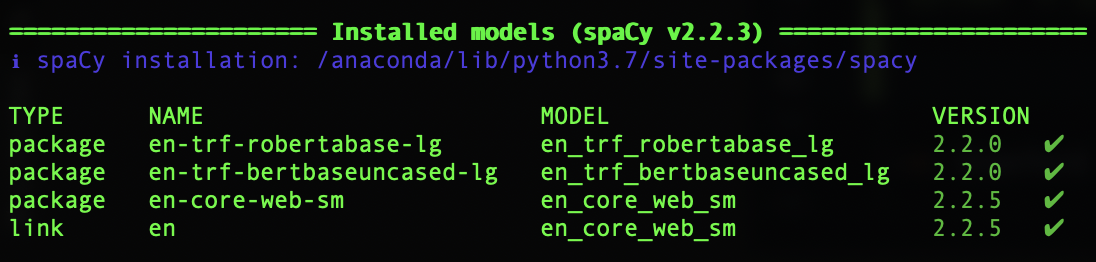 ======================= Installed models (spaCy v2.2.3) =======================
ℹ spaCy installation: /anaconda/lib/python3.7/site-packages/spacy
TYPE NAME MODEL VERSION
package en-trf-robertabase-lg en_trf_robertabase_lg 2.2.0 ✔
package en-trf-bertbaseuncased-lg en_trf_bertbaseuncased_lg 2.2.0 ✔
package en-core-web-sm en_core_web_sm 2.2.5 ✔
link en en_core_web_sm 2.2.5 ✔